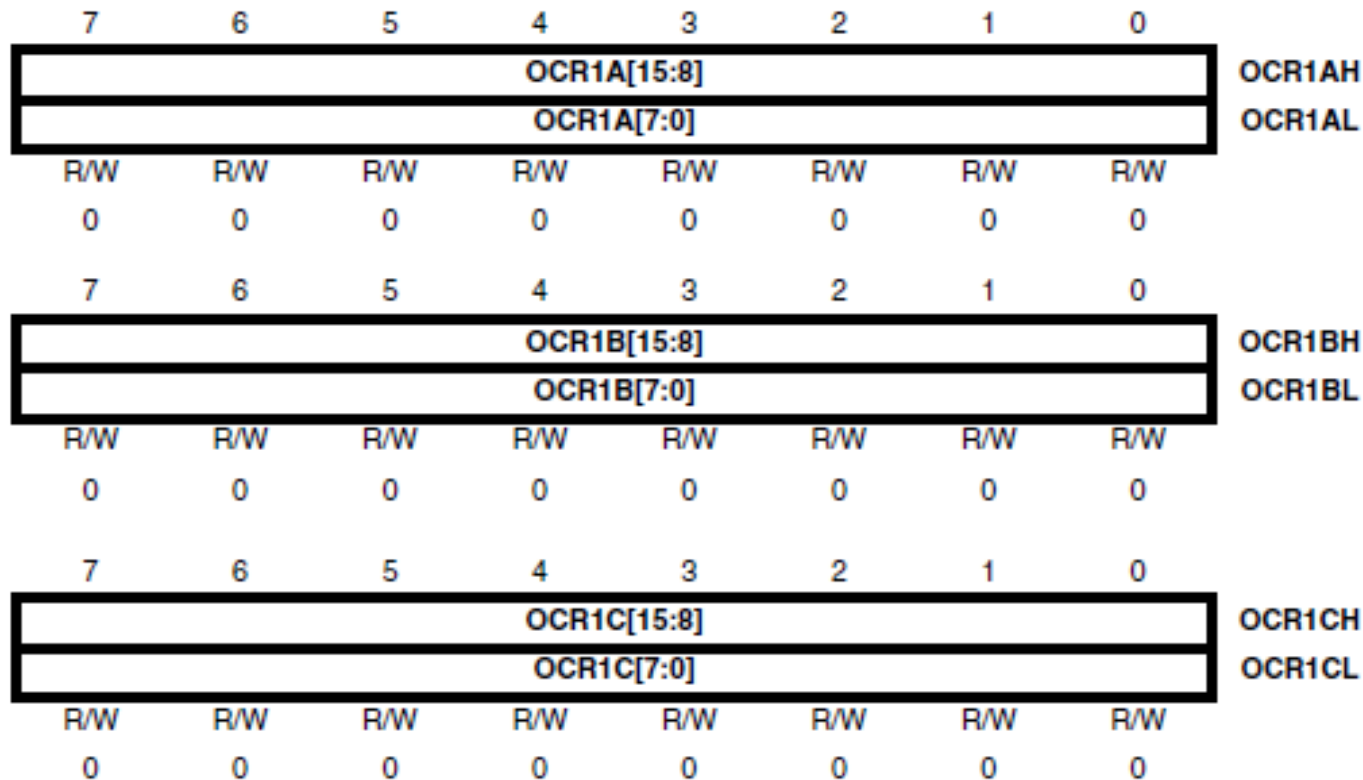 7 6 5 4 3 2 1 0
OCR1A[15:8] OCR1AH
OCR1A[7:0] OCR1AL
R/W R/W R/W R/W R/W R/W R/W R/W
0 0 0 0 0 0 0 0
7 6 5 4 3 2 1 0
OCR1B[15:8] OCR1BH
OCR1B[7:0] OCR1BL
R/W R/W R/W R/W R/W R/W R/W R/W
0 0 0 0 0 0 0 0
7 6 5 4 3 2 1 0
OCR1C[15:8] OCR1CH
OCR1C[7:0] OCR1CL
R/W R/W R/W R/W R/W R/W R/W R/W
0 0 0 0 0 0 0 0